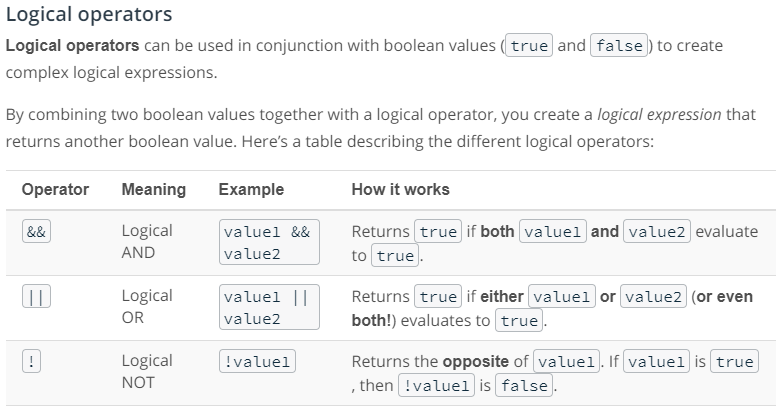 Logical operators
Logical operators can be used in conjunction with boolean values ( true and false ) to create
complex logical expressions.
By combining two boolean values together with a logical operator, you create a logical expression that
returns another boolean value. Here’s a table describing the different logical operators:
Operator Meaning Example How it works
&& Logical AND value1 && value2 Returns true if both value1 and value2 evaluate
to true .
|| Logical OR value1 || value2 Returns true if either value1 or value2 (or even
both!) evaluates to true .
! Logical NOT !value1 Returns the opposite of value1 . If value1 is true
, then !value1 is false .